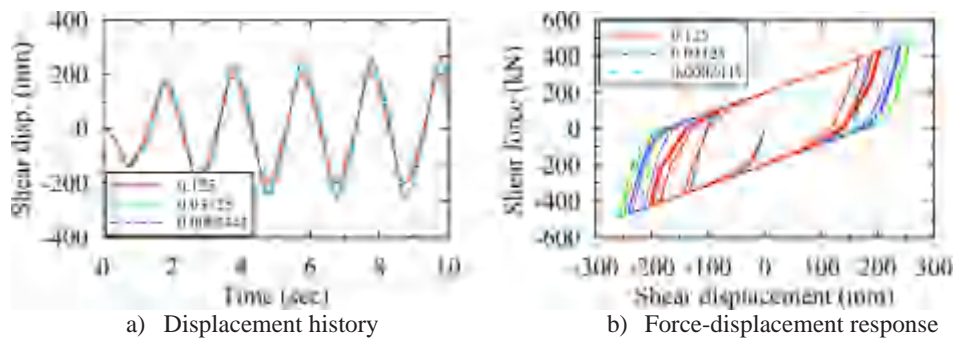 Shear disp. (mm)
400
200
0
-200
-400
0.125
0.03125
0 2 4 6 8 10
Time (sec)
a) Displacement history
Shear force (kN)
600
400
200
0
-200
-400
-600
0.125
0.03125
-300 +200 +100 0 100 200 300
Shear displacement (mm)
b) Force-displacement response